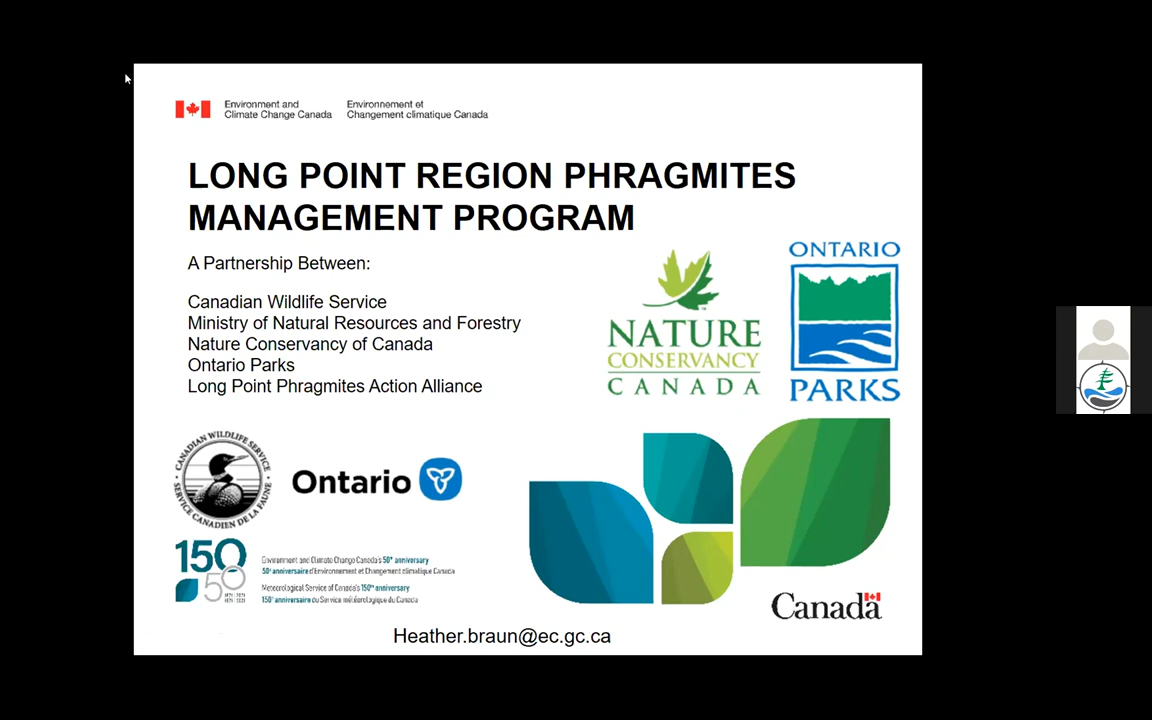 Environment and
Climate Change Canada
Environnement et
Changement climatique Canada
LONG POINT REGION PHRAGMITES
MANAGEMENT PROGRAM
A Partnership Between:
Canadian Wildlife Service
Ministry of Natural Resources and Forestry
Nature Conservancy of Canada
Ontario Parks
Long Point Phragmites Action Alliance
NATURE
CONSERVANCY
CANADA
ONTARIO
PARKS
CANADIAN WILDLIFE SERVICE
SERVICE CANADIEN DE LA FAUNE
Ontario
150
50
Environment and Climate Change Canada's 50th anniversary
50e anniversaire d'Environnement et Changement climatique Canada
Meteorological Service of Canada's 150th anniversary
150e anniversaire du Service météorologique du Canada
Canada
Heather.braun@ec.gc.ca